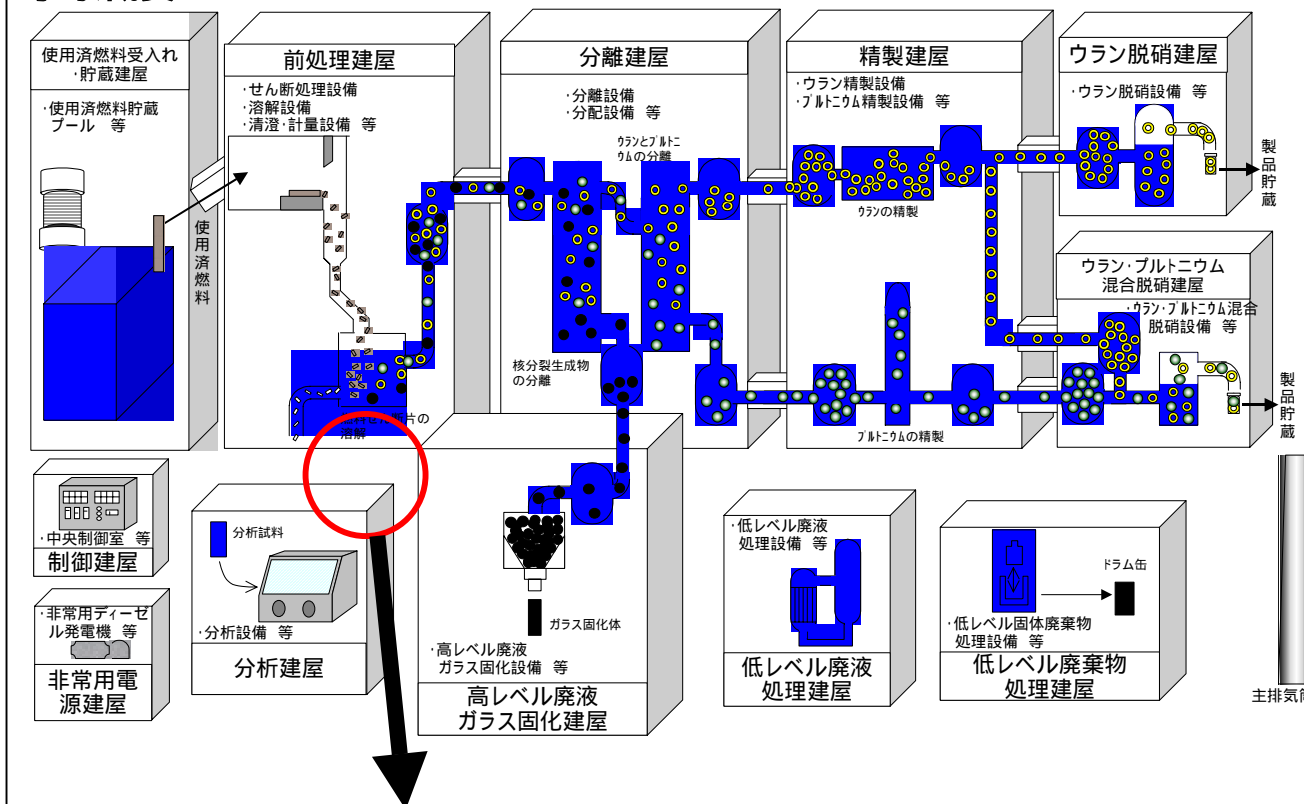 使用済燃料受入れ
・貯蔵建屋
・使用済燃料貯蔵
プール 等
使用済燃料
前処理建屋
・せん断処理設備
・溶解設備
・清澄・計量設備 等
片の
溶解
分離建屋
・分離設備
・分配設備 等
ウランとプルトニ
ウムの分離
核分裂生成物
の分離
精製建屋
・ウラン精製設備
・プルトニウム精製設備 等
ウランの精製
プルトニウムの精製
ウラン脱硝建屋
・ウラン脱硝設備 等
製品貯蔵
ウラン・プルトニウム
混合脱硝建屋
・ウラン・プルトニウム混合
脱硝設備 等
製品貯蔵
・中央制御室 等
制御建屋
・非常用ディーゼ
ル発電機 等
非常用電
源建屋
分析試料
・分析設備 等
分析建屋
ガラス固化体
・高レベル廃液
ガラス固化設備 等
高レベル廃液
ガラス固化建屋
・低レベル廃液
処理設備 等
低レベル廃液
処理建屋
ドラム缶
・低レベル固体廃棄物
処理設備 等
低レベル廃棄物
処理建屋
主排気筒